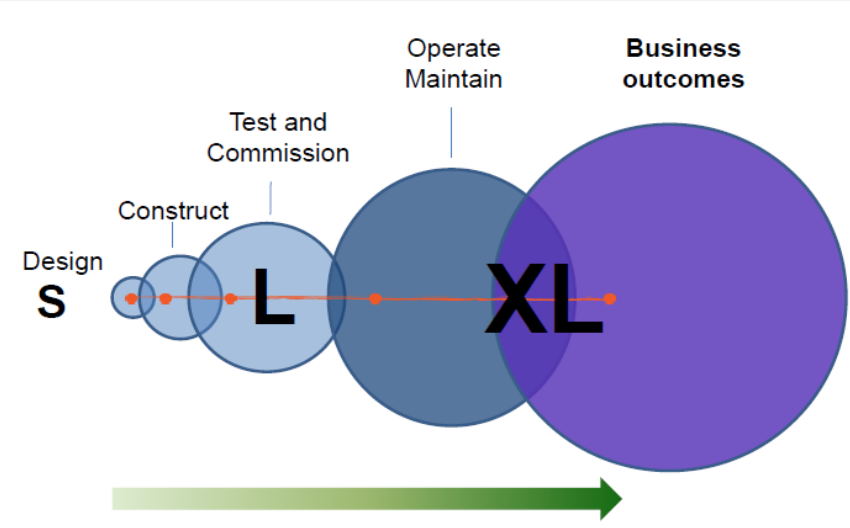 Design
S
Construct
Test and
Commission
L
Operate
Maintain
XL
Business
outcomes